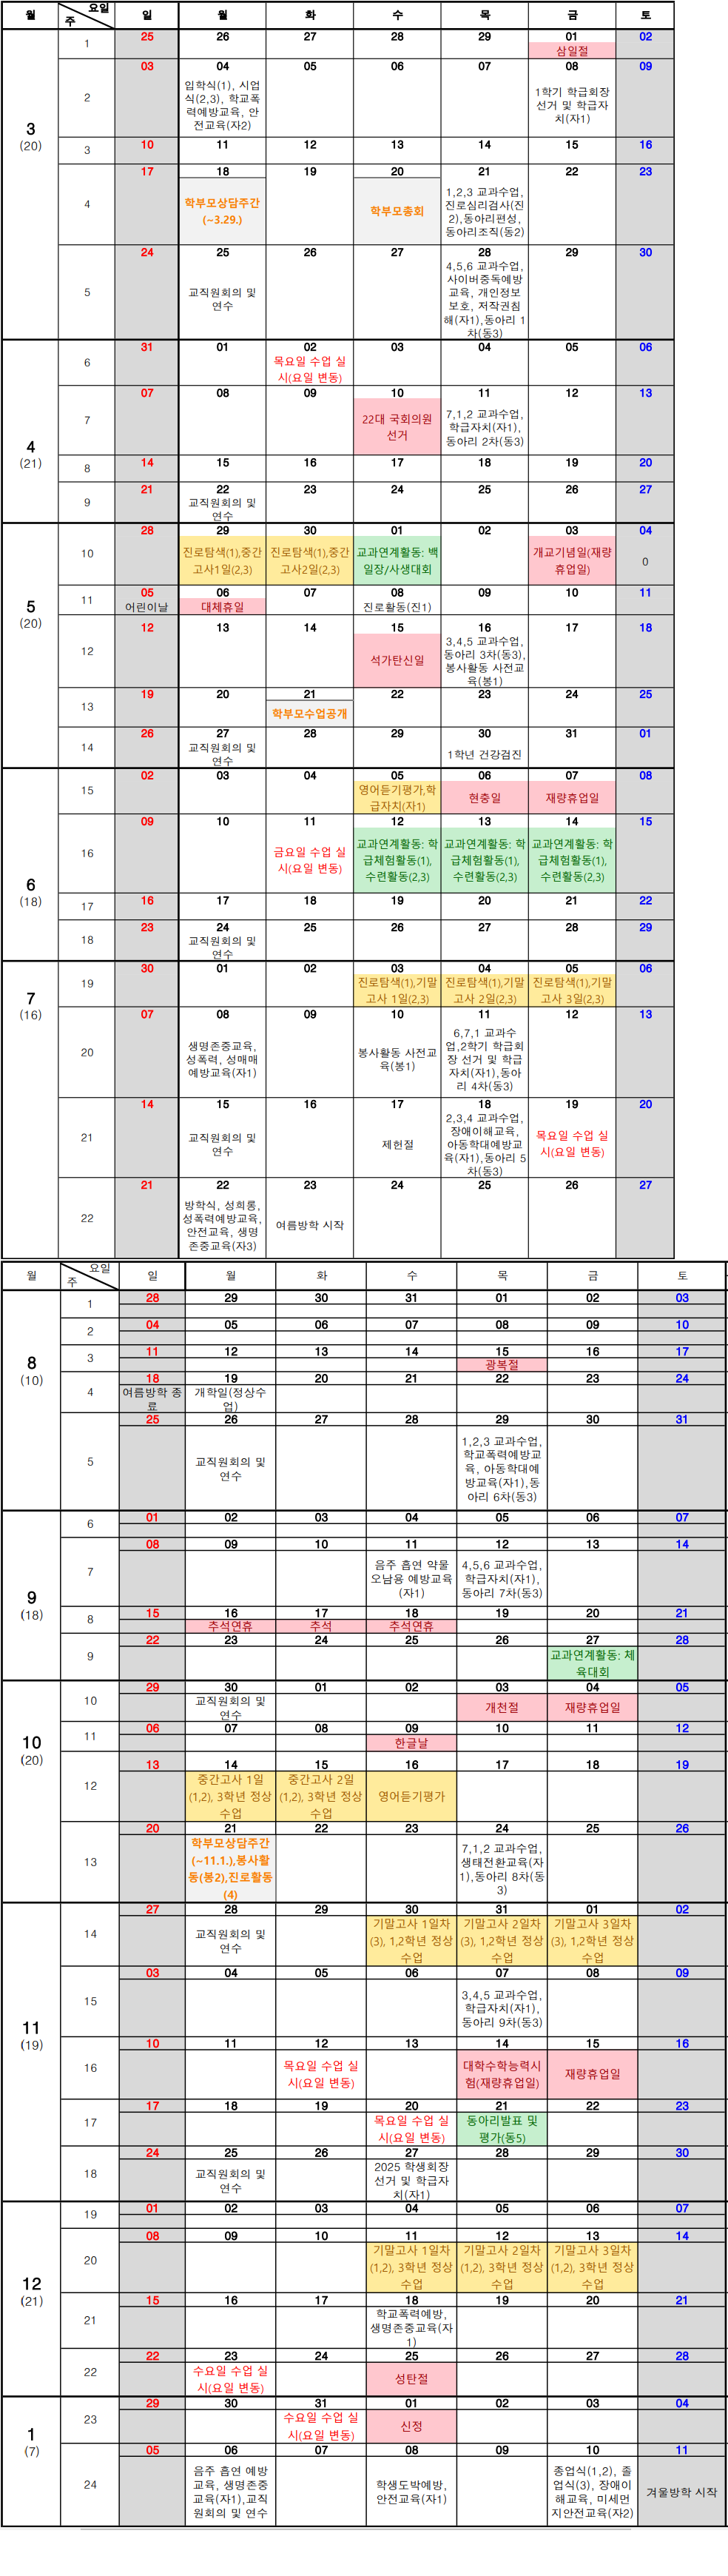 월 요일 주 일 월 화 수 목 금 토
3 (20)
1 25 26 27 28 29 01 02
삼일절
2 03 04 05 06 07 08 09
입학식(1), 시업
식(2,3), 학교폭
력예방교육, 안
전교육(자2)
1학기 학급회장
선거 및 학급자
치(자1)
3 10 11 12 13 14 15 16
4 17 18 19 20 21 22 23
학부모상담주간
(~3.29.)
학부모총회
1,2,3 교과수업,
진로심리검사(진
2),동아리편성,
동아리조직(동2)
5 24 25 26 27 28 29 30
교직원회의 및
연수
4,5,6 교과수업,
사이버중독예방
교육, 개인정보
보호, 저작권침
해(자1),동아리 1
차(동3)
4 (21)
6 31 01 02 03 04 05 06
목요일 수업 실
시(요일 변동)
7 07 08 09 10 11 12 13
22대 국회의원
선거
7,1,2 교과수업,
학급자치(자1),
동아리 2차(동3)
8 14 15 16 17 18 19 20
9 21 22 23 24 25 26 27
교직원회의 및
연수
5 (20)
10 28 29 30 01 02 03 04
진로탐색(1),중간
고사1일(2,3)
진로탐색(1),중간
고사2일(2,3)
교과연계활동: 백
일장/사생대회
개교기념일(재량
휴업일)
0
11 05 06 07 08 09 10 11
어린이날
대체휴일
진로활동(진1)
12 12 13 14 15 16 17 18
석가탄신일
3,4,5 교과수업,
동아리 3차(동3),
봉사활동 사전교
육(봉1)
13 19 20 21 22 23 24 25
학부모수업공개
14 26 27 28 29 30 31 01
교직원회의 및
연수
1학년 건강검진
6 (18)
15 02 03 04 05 06 07 08
영어듣기평가,학
급자치(자1)
현충일
재량휴업일
16 09 10 11 12 13 14 15
금요일 수업 실
시(요일 변동)
교과연계활동: 학
급체험활동(1),
수련활동(2,3)
교과연계활동: 학
급체험활동(1),
수련활동(2,3)
교과연계활동: 학
급체험활동(1),
수련활동(2,3)
17 16 17 18 19 20 21 22
18 23 24 25 26 27 28 29
교직원회의 및
연수
7 (16)
19 30 01 02 03 04 05 06
진로탐색(1),기말
고사 1일(2,3)
진로탐색(1),기말
고사 2일(2,3)
진로탐색(1),기말
고사 3일(2,3)
20 07 08 09 10 11 12 13
생명존중교육,
성폭력, 성매매
예방교육(자1)
봉사활동 사전교
육(봉1)
6,7,1 교과수
업,2학기 학급회
장 선거 및 학급
자치(자1),동아
리 4차(동3)
21 14 15 16 17 18 19 20
교직원회의 및
연수
제헌절
2,3,4 교과수업,
장애이해교육,
아동학대예방교
육(자1),동아리 5
차(동3)
목요일 수업 실
시(요일 변동)
22 21 22 23 24 25 26 27
방학식, 성희롱,
성폭력예방교육,
안전교육, 생명
존중교육(자3)
여름방학 시작
월 요일 주 일 월 화 수 목 금 토
8 (10)
1 28 29 30 31 01 02 03
2 04 05 06 07 08 09 10
3 11 12 13 14 15 16 17
광복절
4 18 19 20 21 22 23 24
여름방학 종
료
개학일(정상수
업)
5 25 26 27 28 29 30 31
교직원회의 및
연수
1,2,3 교과수업,
학교폭력예방교
육, 아동학대예
방교육(자1),동
아리 6차(동3)
9 (18)
6 01 02 03 04 05 06 07
7 08 09 10 11 12 13 14
음주 흡연 약물
오남용 예방교육
(자1)
4,5,6 교과수업,
학급자치(자1),
동아리 7차(동3)
8 15 16 17 18 19 20 21
추석연휴
추석
추석연휴
9 22 23 24 25 26 27 28
교과연계활동: 체
육대회
10 (20)
10 29 30 01 02 03 04 05
교직원회의 및
연수
개천절
재량휴업일
11 06 07 08 09 10 11 12
한글날
12 13 14 15 16 17 18 19
중간고사 1일
(1,2), 3학년 정상
수업
중간고사 2일
(1,2), 3학년 정상
수업
영어듣기평가
13 20 21 22 23 24 25 26
학부모상담주간
(~11.1.),봉사활
동(봉2),진로활동
(4)
7,1,2 교과수업,
생태전환교육(자
1),동아리 8차(동
3)
11 (19)
14 27 28 29 30 31 01 02
교직원회의 및
연수
기말고사 1일차
(3), 1,2학년 정상
수업
기말고사 2일차
(3), 1,2학년 정상
수업
기말고사 3일차
(3), 1,2학년 정상
수업
15 03 04 05 06 07 08 09
3,4,5 교과수업,
학급자치(자1),
동아리 9차(동3)
16 10 11 12 13 14 15 16
목요일 수업 실
시(요일 변동)
대학수학능력시
험(재량휴업일)
재량휴업일
17 17 18 19 20 21 22 23
목요일 수업 실
시(요일 변동)
동아리발표 및
평가(동5)
18 24 25 26 27 28 29 30
교직원회의 및
연수
2025 학생회장
선거 및 학급자
치(자1)
12 (21)
19 01 02 03 04 05 06 07
20 08 09 10 11 12 13 14
기말고사 1일차
(1,2), 3학년 정상
수업
기말고사 2일차
(1,2), 3학년 정상
수업
기말고사 3일차
(1,2), 3학년 정상
수업
21 15 16 17 18 19 20 21
학교폭력예방,
생명존중교육(자
1)
22 22 23 24 25 26 27 28
수요일 수업 실
시(요일 변동)
성탄절
1 (7)
23 29 30 31 01 02 03 04
수요일 수업 실
시(요일 변동)
신정
24 05 06 07 08 09 10 11
음주 흡연 예방
교육, 생명존중
교육(자1),교직
원회의 및 연수
학생도박예방,
안전교육(자1)
종업식(1,2), 졸
업식(3), 장애이
해교육, 미세먼
지안전교육(자2)
겨울방학 시작